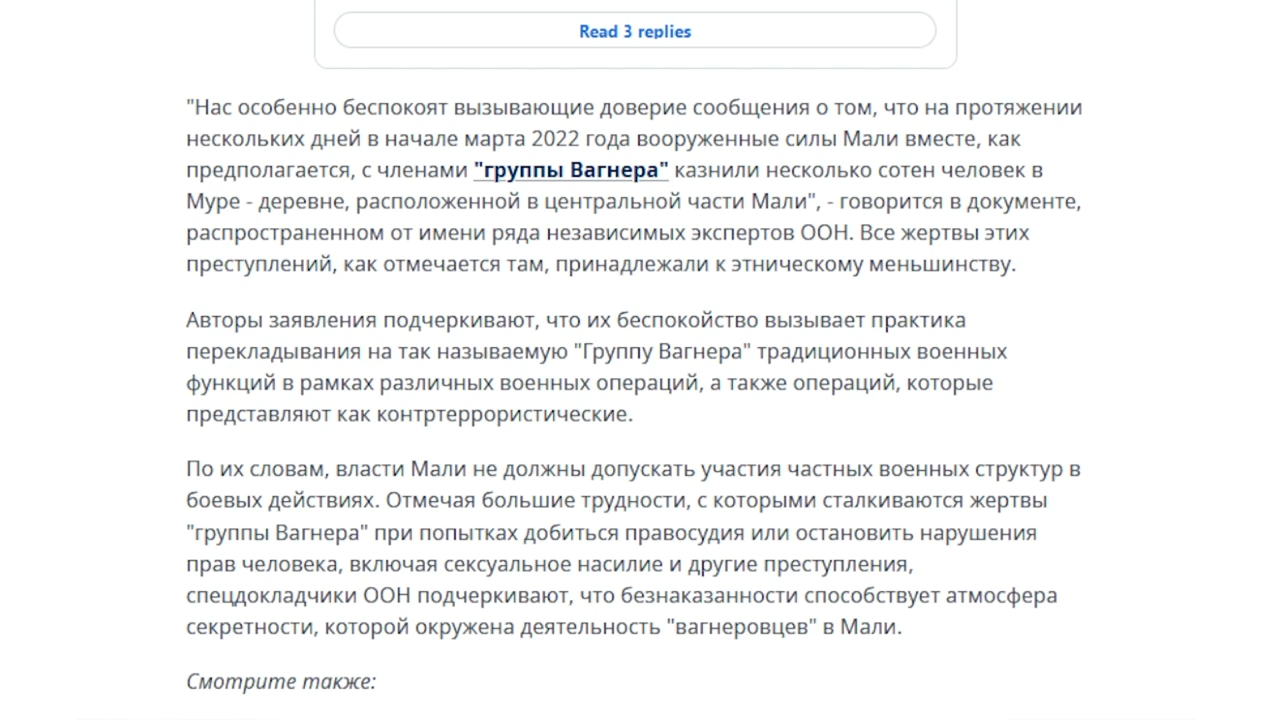 Read 3 replies
"Нас особенно беспокоят вызывающие доверие сообщения о том, что на протяжении
нескольких дней в начале марта 2022 года вооруженные силы Мали вместе, как
предполагается, с членами "группы Вагнера" казнили несколько сотен человек в
Муре - деревне, расположенной в центральной части Мали", - говорится в документе,
распространенном от имени ряда независимых экспертов ООН. Все жертвы этих
преступлений, как отмечается там, принадлежали к этническому меньшинству.
Авторы заявления подчеркивают, что их беспокойство вызывает практика
перекладывания на так называемую "Группу Вагнера" традиционных военных
функций в рамках различных военных операций, а также операций, которые
представляют как контртеррористические.
По их словам, власти Мали не должны допускать участия частных военных структур в
боевых действиях. Отмечая большие трудности, с которыми сталкиваются жертвы
"группы Вагнера" при попытках добиться правосудия или остановить нарушения
прав человека, включая сексуальное насилие и другие преступления,
спецдокладчики ООН подчеркивают, что безнаказанности способствует атмосфера
секретности, которой окружена деятельность "вагнеровцев" в Мали.
Смотрите также: